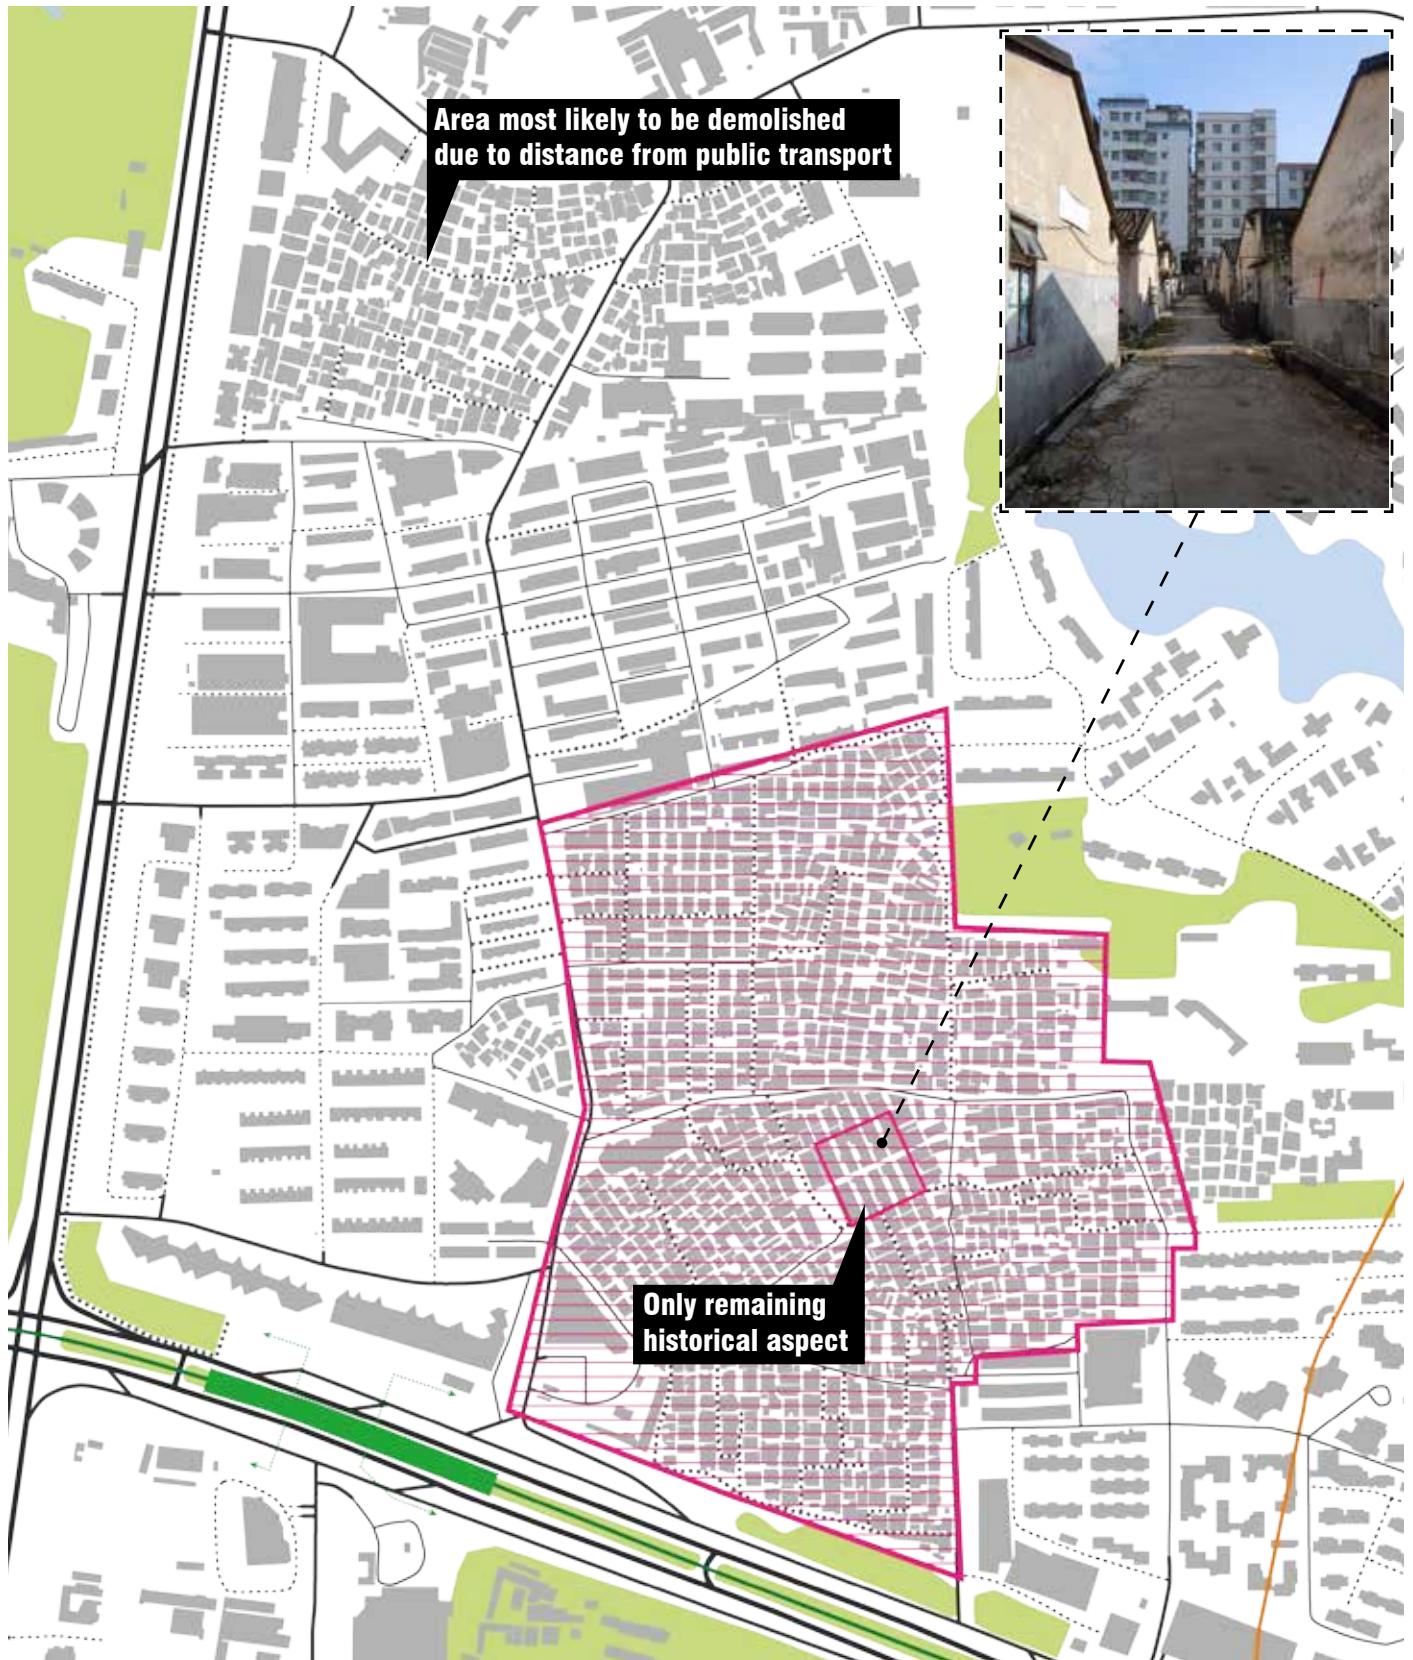 Area most likely to be demolished
due to distance from public transport
Only remaining
historical aspect